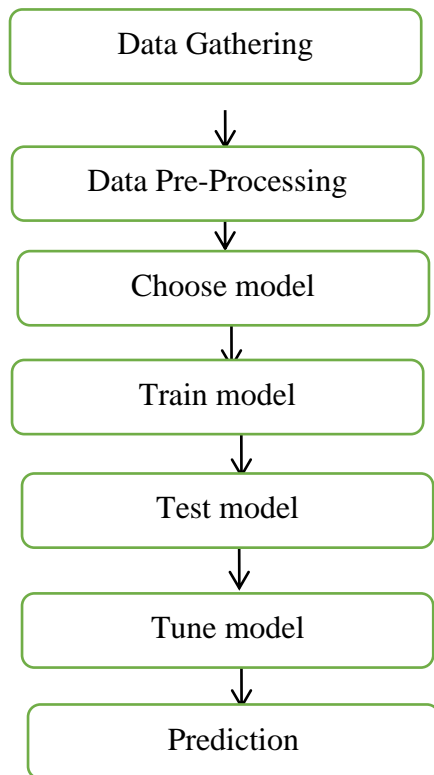 Data Gathering
Data Pre-Processing
Choose model
Train model
Test model
Tune model
Prediction